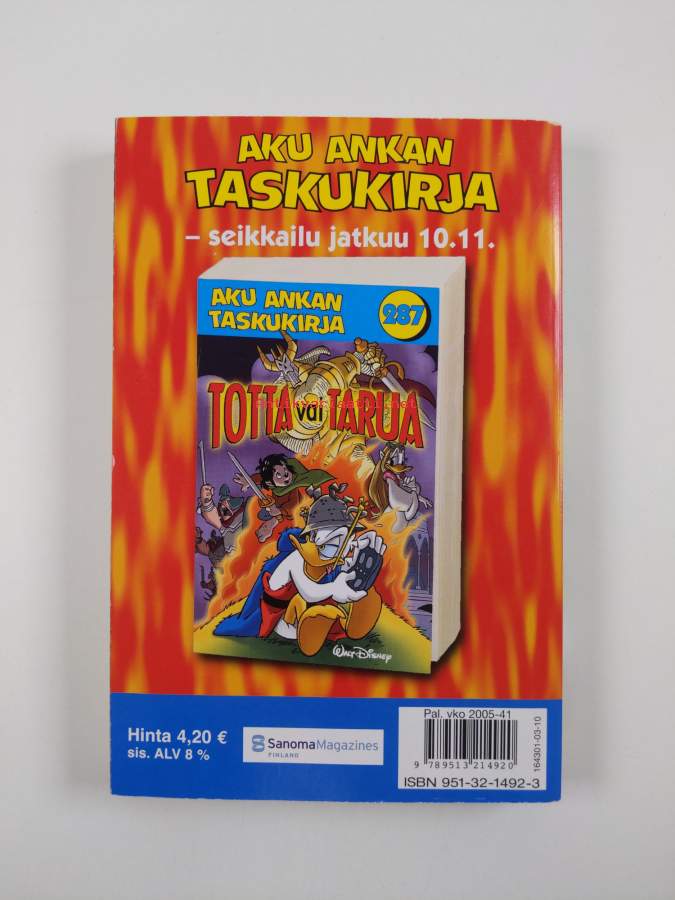 AKU ANKAN
TASKUKIRJA
– seikkailu jatkuu 10.11.
AKU ANKAN
TASKUKIRJA
287
TOTTA vai TARUA
WALT DISNEY
Hinta 4,20 €
sis. ALV 8 %
SanomaMagazines
FINLAND
Pal. vko 2005-41
9 789513 214920
ISBN 951-32-1492-3
164301-03-10